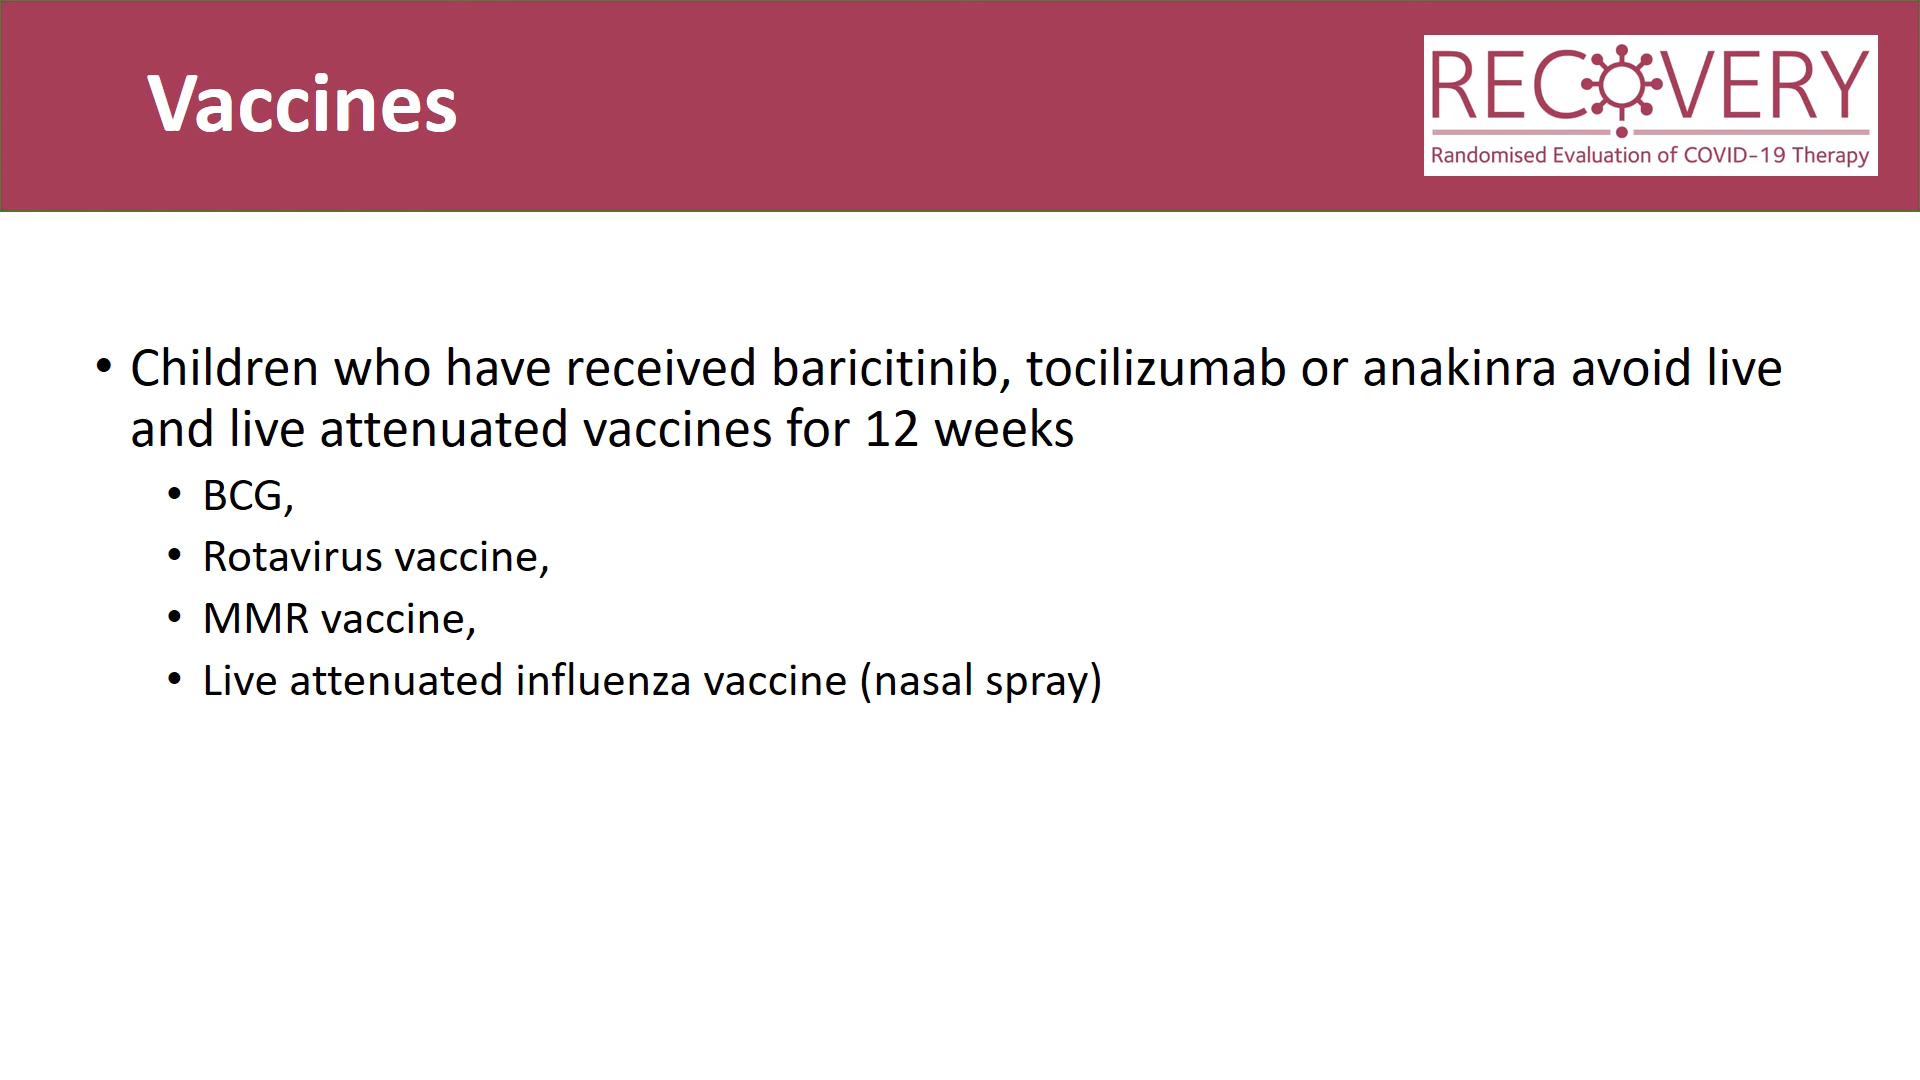 Vaccines
RECOVERY
Randomised Evaluation of COVID-19 Therapy
• Children who have received baricitinib, tocilizumab or anakinra avoid live
and live attenuated vaccines for 12 weeks
• BCG,
• Rotavirus vaccine,
• MMR vaccine,
• Live attenuated influenza vaccine (nasal spray)